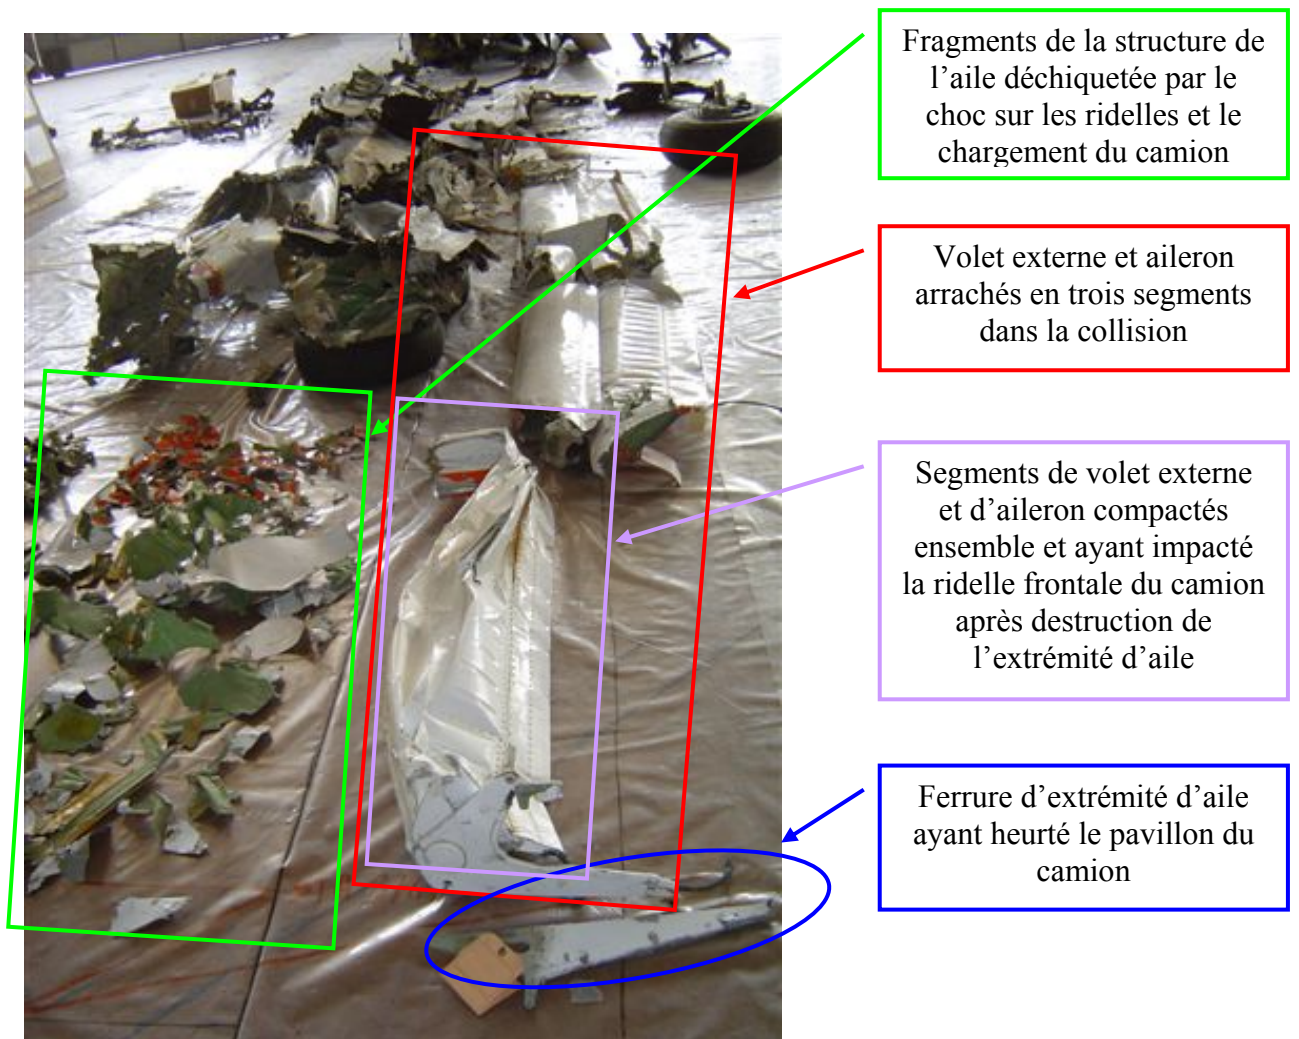 Fragments de la structure de
l’aile déchiquetée par le
choc sur les ridelles et le
chargement du camion
Volet externe et aileron
arrachés en trois segments
dans la collision
Segments de volet externe
et d’aileron compactés
ensemble et ayant impacté
la ridelle frontale du camion
après destruction de
l’extrémité d’aile
Ferrure d’extrémité d’aile
ayant heurté le pavillon du
camion